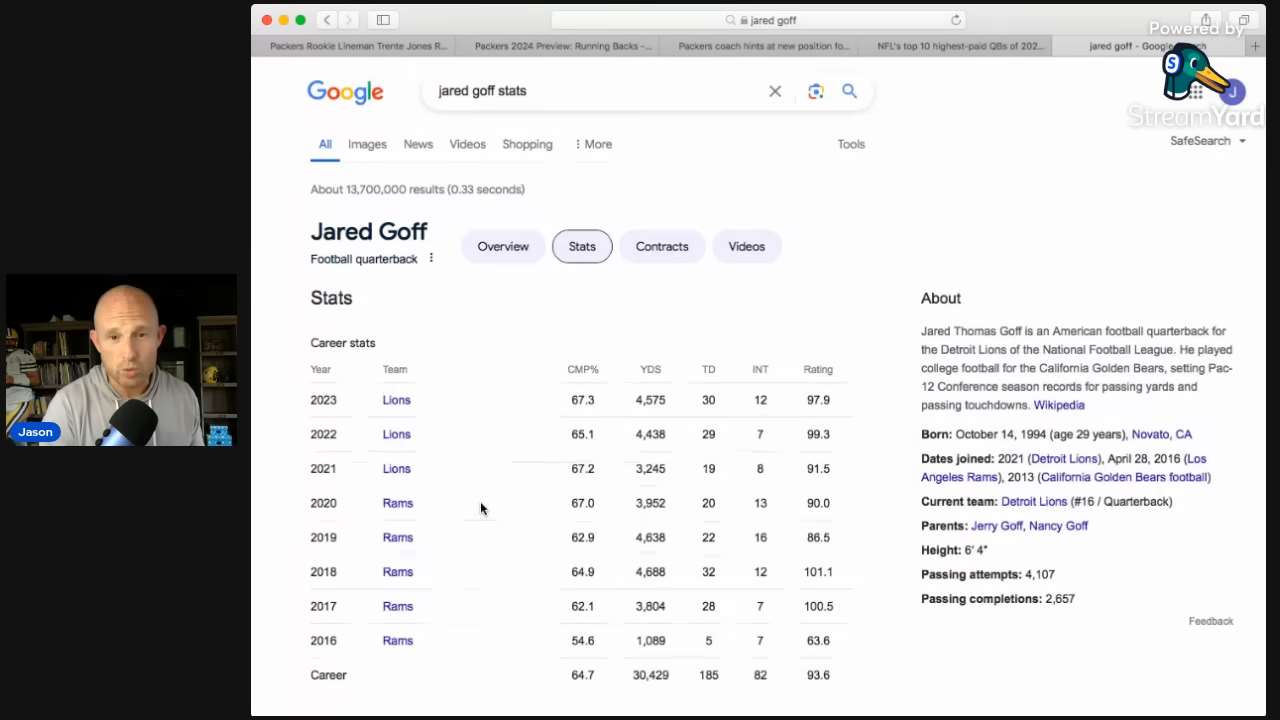 jared goff
Powered by
Packers Rookie Lineman Trente Jones R...
Packers 2024 Preview: Running Backs -...
Packers coach hints at new position fo...
NFL's top 10 highest-paid QBs of 202...
jared goff - Google Search
StreamYard
Google
jared goff stats
J
All
Images
News
Videos
Shopping
More
Tools
SafeSearch
About 13,700,000 results (0.33 seconds)
Jared Goff
Football quarterback
Overview
Stats
Contracts
Videos
Stats
Career stats
Year Team CMP% YDS TD INT Rating
2023 Lions 67.3 4,575 30 12 97.9
2022 Lions 65.1 4,438 29 7 99.3
2021 Lions 67.2 3,245 19 8 91.5
2020 Rams 67.0 3,952 20 13 90.0
2019 Rams 62.9 4,638 22 16 86.5
2018 Rams 64.9 4,688 32 12 101.1
2017 Rams 62.1 3,804 28 7 100.5
2016 Rams 54.6 1,089 5 7 63.6
Career 64.7 30,429 185 82 93.6
About
Jared Thomas Goff is an American football quarterback for
the Detroit Lions of the National Football League. He played
college football for the California Golden Bears, setting Pac-
12 Conference season records for passing yards and
passing touchdowns. Wikipedia
Born: October 14, 1994 (age 29 years), Novato, CA
Dates joined: 2021 (Detroit Lions), April 28, 2016 (Los
Angeles Rams), 2013 (California Golden Bears football)
Current team: Detroit Lions (#16 / Quarterback)
Parents: Jerry Goff, Nancy Goff
Height: 6' 4″
Passing attempts: 4,107
Passing completions: 2,657
Feedback
Jason
S